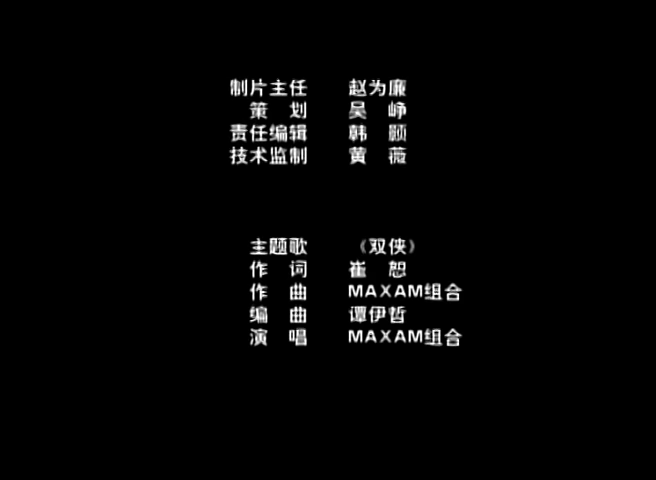 制片主任 赵为廉
策 划 吴 峥
责任编辑 韩 颢
技术监制 黄 薇
主题歌 《双侠》
作 词 崔 恕
作 曲 MAXAM组合
编 曲 谭伊哲
演 唱 MAXAM组合